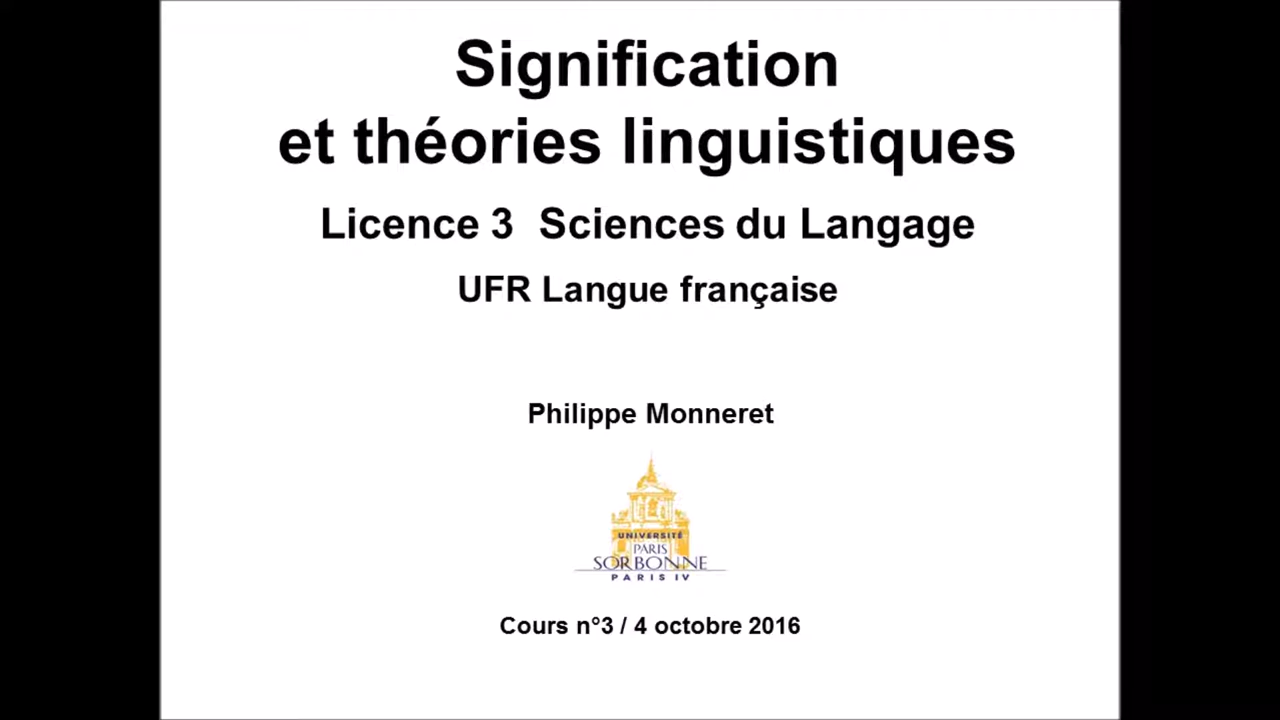 Signification
et théories linguistiques
Licence 3 Sciences du Langage
UFR Langue française
Philippe Monneret
UNIVERSITÉ
PARIS
SORBONNE
PARIS IV
Cours n°3 / 4 octobre 2016